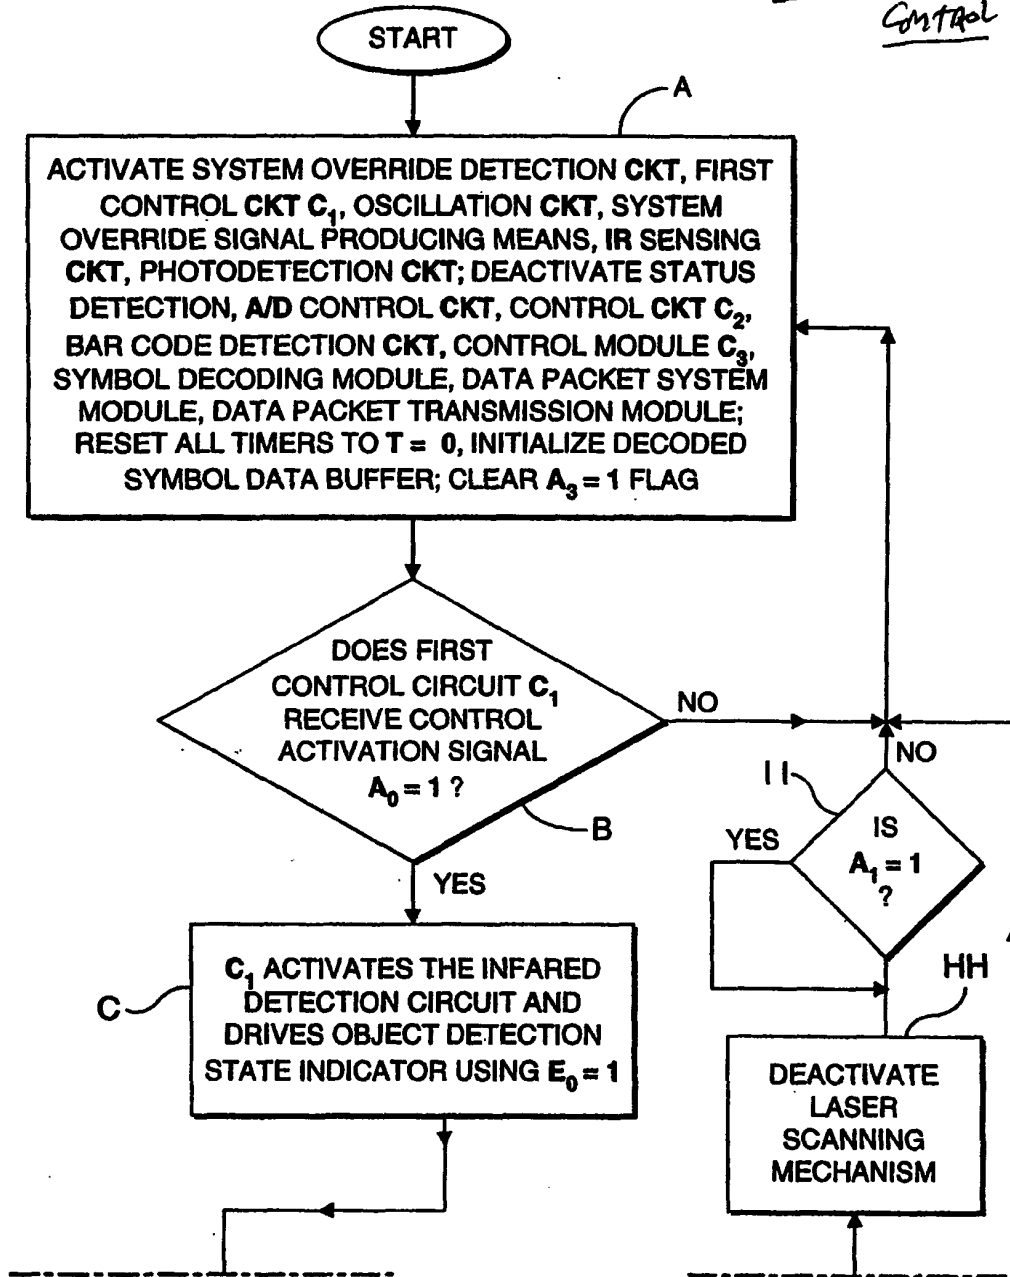 CONTROL
START
A
ACTIVATE SYSTEM OVERRIDE DETECTION CKT, FIRST
CONTROL CKT C₁, OSCILLATION CKT, SYSTEM
OVERRIDE SIGNAL PRODUCING MEANS, IR SENSING
CKT, PHOTODETECTION CKT; DEACTIVATE STATUS
DETECTION, A/D CONTROL CKT, CONTROL CKT C₂,
BAR CODE DETECTION CKT, CONTROL MODULE C₃,
SYMBOL DECODING MODULE, DATA PACKET SYSTEM
MODULE, DATA PACKET TRANSMISSION MODULE;
RESET ALL TIMERS TO T = 0, INITIALIZE DECODED
SYMBOL DATA BUFFER; CLEAR A₃ = 1 FLAG
DOES FIRST
CONTROL CIRCUIT C₁
RECEIVE CONTROL
ACTIVATION SIGNAL
A₀ = 1 ?
NO
B
YES
NO
II
YES
IS
A₁ = 1
?
C
C₁ ACTIVATES THE INFARED
DETECTION CIRCUIT AND
DRIVES OBJECT DETECTION
STATE INDICATOR USING E₀ = 1
HH
DEACTIVATE
LASER
SCANNING
MECHANISM